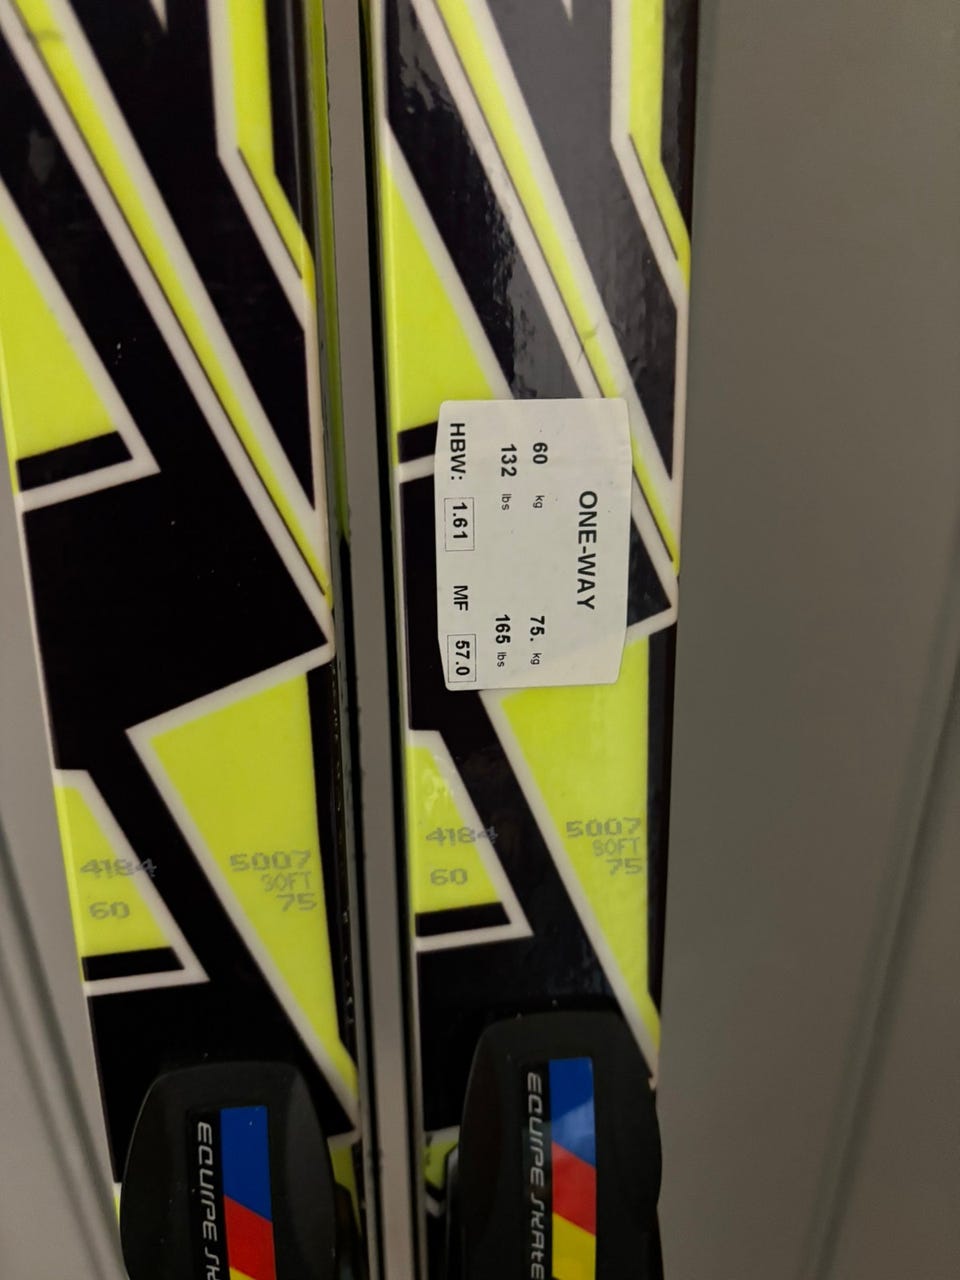 ONE-WAY
60 kg 75. kg
132 lbs 165 lbs
HBW: 1.61 MF 57.0
4184
60
5007
SOFT
75
4184
60
5007
SOFT
75
EQUIPE
EQUIPE SKATE